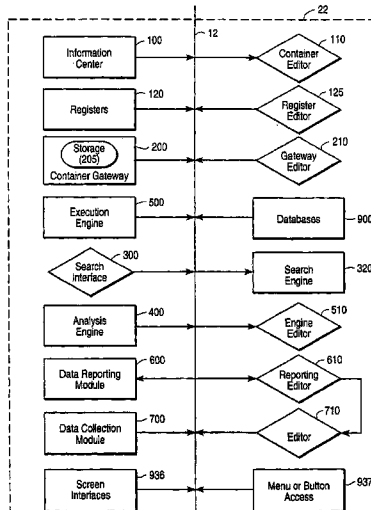 22
12
100
110
Information
Center
Container
Editor
120
125
Registers
Register
Editor
200
210
Storage
(205)
Container Gateway
Gateway
Editor
500
Execution
Engine
Databases
900
300
Search
Interface
Search
Engine
320
400
510
Analysis
Engine
Engine
Editor
600
610
Data Reporting
Module
Reporting
Editor
700
710
Data Collection
Module
Editor
936
937
Screen
Interfaces
Menu or Button
Access